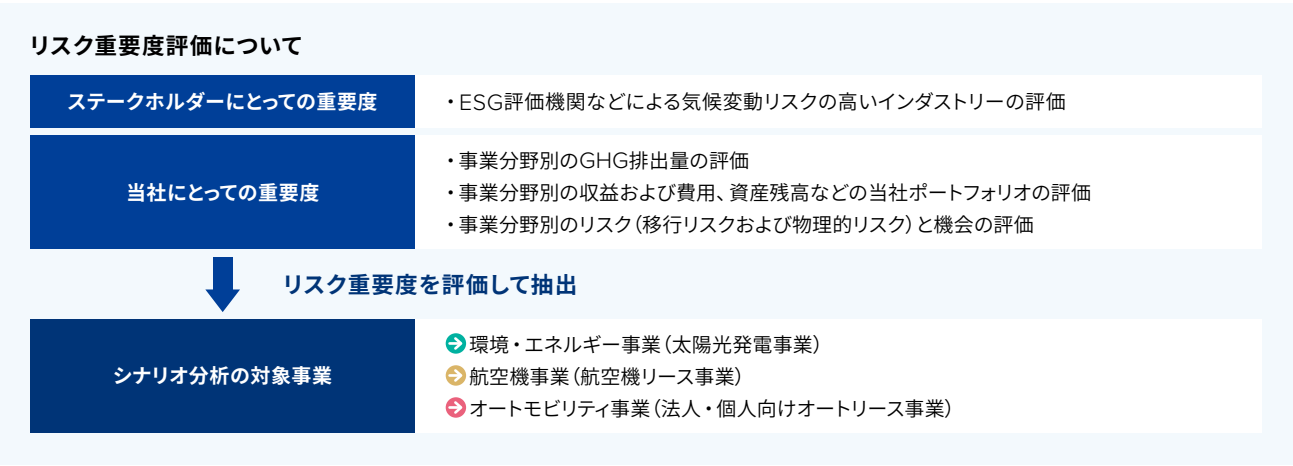 リスク重要度評価について
ステークホルダーにとっての重要度
・ESG評価機関などによる気候変動リスクの高いインダストリーの評価
当社にとっての重要度
・事業分野別のGHG排出量の評価
・事業分野別の収益および費用、資産残高などの当社ポートフォリオの評価
・事業分野別のリスク（移行リスクおよび物理的リスク）と機会の評価
リスク重要度を評価して抽出
シナリオ分析の対象事業
環境・エネルギー事業（太陽光発電事業）
航空機事業（航空機リース事業）
オートモビリティ事業（法人・個人向けオートリース事業）